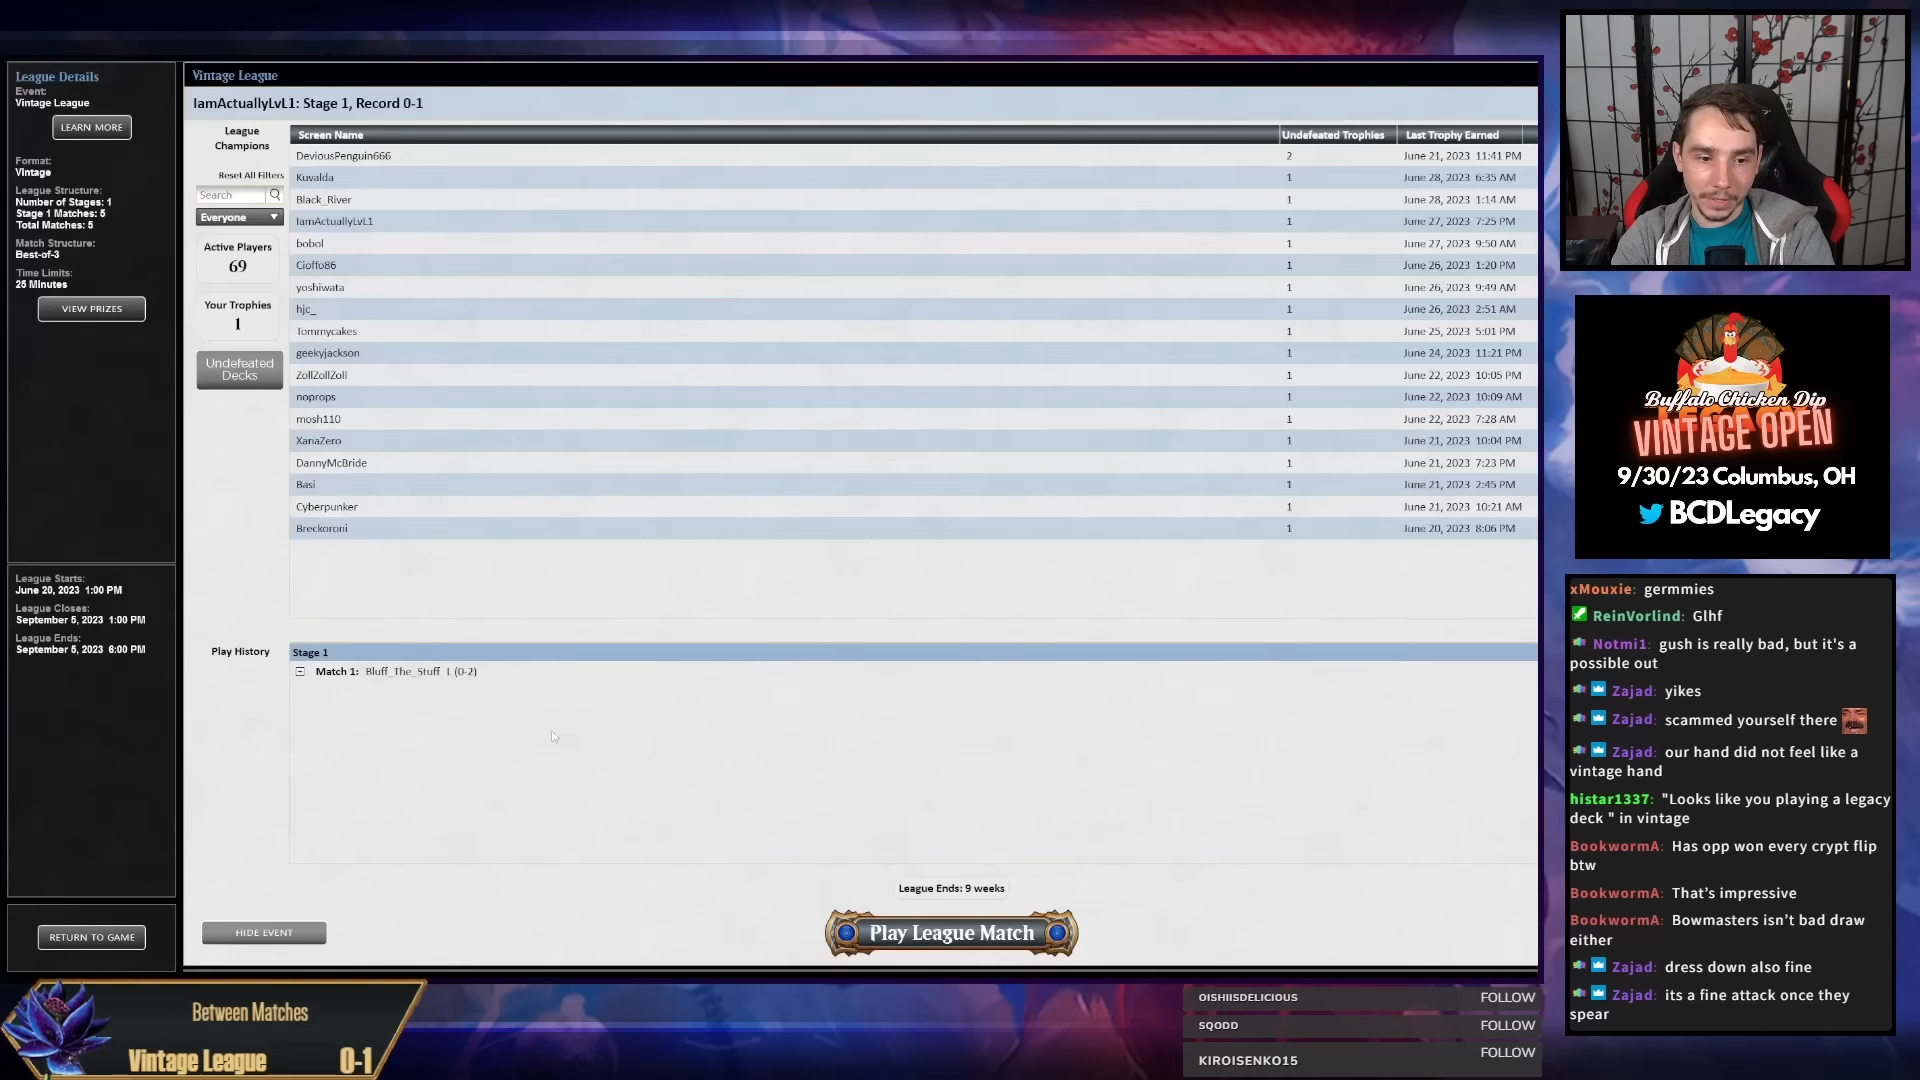 League Details
Event:
Vintage League
LEARN MORE
Format:
Vintage
League Structure:
Number of Stages: 1
Stage 1 Matches: 5
Total Matches: 5
Match Structure:
Best-of-3
Time Limits:
25 Minutes
VIEW PRIZES
League Starts:
June 20, 2023 1:00 PM
League Closes:
September 5, 2023 1:00 PM
League Ends:
September 5, 2023 6:00 PM
RETURN TO GAME
Vintage League
IamActuallyLvL1: Stage 1, Record 0-1
League
Champions
Reset All Filters
Search
Everyone
Active Players
69
Your Trophies
1
Undefeated
Decks
Screen Name Undefeated Trophies Last Trophy Earned
DeviousPenguin666 2 June 21, 2023 11:41 PM
Kuvalda 1 June 28, 2023 6:35 AM
Black_River 1 June 28, 2023 1:14 AM
IamActuallyLvL1 1 June 27, 2023 7:25 PM
bobol 1 June 27, 2023 9:50 AM
Cioffo86 1 June 26, 2023 1:20 PM
yoshiwata 1 June 26, 2023 9:49 AM
hjc_ 1 June 26, 2023 2:51 AM
Tommycakes 1 June 25, 2023 5:01 PM
geekyjackson 1 June 24, 2023 11:21 PM
ZollZollZoll 1 June 22, 2023 10:05 PM
noprops 1 June 22, 2023 10:09 AM
mosh110 1 June 22, 2023 7:28 AM
XanaZero 1 June 21, 2023 10:04 PM
DannyMcBride 1 June 21, 2023 7:23 PM
Basi 1 June 21, 2023 2:45 PM
Cyberpunker 1 June 21, 2023 10:21 AM
Breckoroni 1 June 20, 2023 8:06 PM
Play History
Stage 1
Match 1: Bluff_The_Stuff L (0-2)
League Ends: 9 weeks
HIDE EVENT
Play League Match
Between Matches
Vintage League 0-1
OISHIISDELICIOUS FOLLOW
SQODD FOLLOW
KIROISENKO15 FOLLOW
Buffalo Chicken Dip
LEGACY
VINTAGE OPEN
9/30/23 Columbus, OH
BCDLegacy
xMouxie: germmies
ReinVorlind: Glhf
Notmi1: gush is really bad, but it's a
possible out
Zajad: yikes
Zajad: scammed yourself there
Zajad: our hand did not feel like a
vintage hand
histar1337: "Looks like you playing a legacy
deck " in vintage
BookwormA: Has opp won every crypt flip
btw
BookwormA: That's impressive
BookwormA: Bowmasters isn't bad draw
either
Zajad: dress down also fine
Zajad: its a fine attack once they
spear